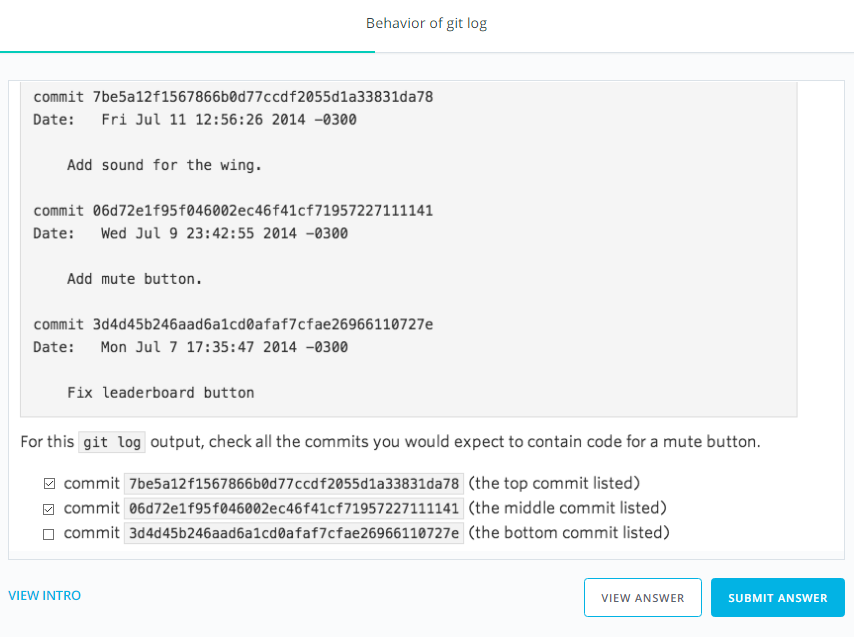 Behavior of git log
commit 7be5a12f1567866b0d77ccdf2055d1a33831da78
Date:   Fri Jul 11 12:56:26 2014 -0300
Add sound for the wing.
commit 06d72e1f95f046002ec46f41cf71957227111141
Date:   Wed Jul 9 23:42:55 2014 -0300
Add mute button.
commit 3d4d45b246aad6a1cd0afaf7cfae26966110727e
Date:   Mon Jul 7 17:35:47 2014 -0300
Fix leaderboard button
For this git log output, check all the commits you would expect to contain code for a mute button.
commit 7be5a12f1567866b0d77ccdf2055d1a33831da78 (the top commit listed)
commit 06d72e1f95f046002ec46f41cf71957227111141 (the middle commit listed)
commit 3d4d45b246aad6a1cd0afaf7cfae26966110727e (the bottom commit listed)
VIEW INTRO
VIEW ANSWER
SUBMIT ANSWER